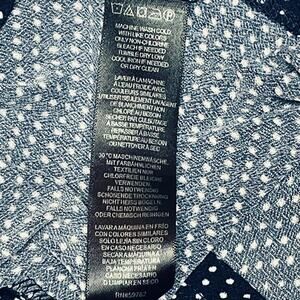 MACHINE WASH COLD
WITH LIKE COLORS
ONLY NON-CHLORINE
BLEACH IF NEEDED
TUMBLE DRY LOW
COOL IRON IF NEEDED
OR DRY CLEAN
LAVER À LA MACHINE
À L'EAU FROIDE AVEC
COULEURS SIMILAIRES
UTILISER SEULEMENT UN AGENT
DE BLANCHIMENT
NON CHLORÉ
AU BESOIN
SÉCHER PAR CULBUTAGE
À BASSE TEMPÉRATURE
REPASSER À BASSE
TEMPÉRATURE AU BESOIN
OU NETTOYER À SEC
30 °C MASCHINENWÄSCHE,
MIT FARBÄHNLICHEN
TEXTILIEN NUR
CHLORFREIE BLEICHE
VERWENDEN,
FALLS NOTWENDIG
SCHONTROCKNEN
NICHT HEISS BÜGELN
FALLS NOTWENDIG
ODER CHEMISCH REINIGEN
LAVAR A MÁQUINA EN FRÍO
CON COLORES SIMILARES
SOLO LEJÍA SIN CLORO
EN CASO NECESARIO
SECAR A MÁQUINA A
BAJA TEMPERATURA
PLANCHA FRÍA EN
CASO NECESARIO
O LIMPIAR EN SECO